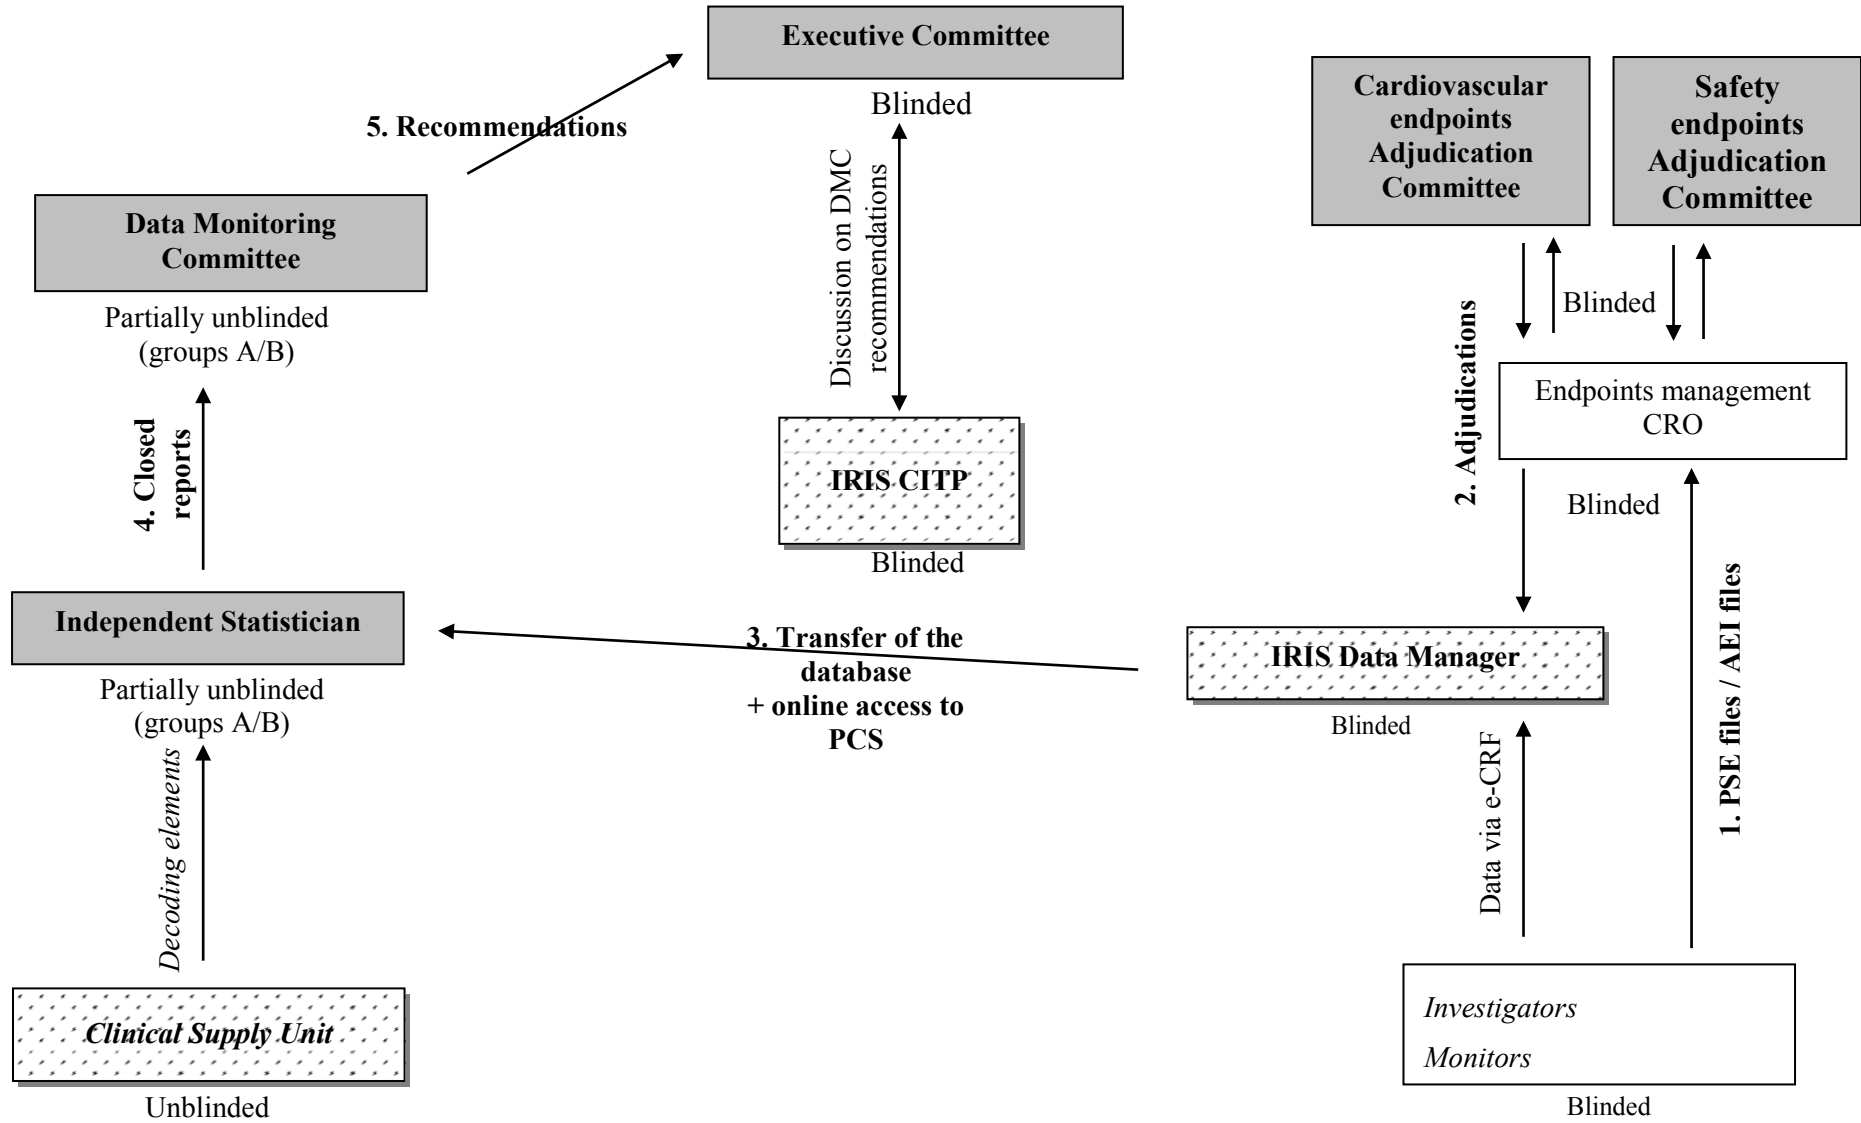 Executive Committee
Blinded
5. Recommendations
Cardiovascular
endpoints
Adjudication
Committee
Safety
endpoints
Adjudication
Committee
Data Monitoring
Committee
Partially unblinded
(groups A/B)
Discussion on DMC
recommendations
Blinded
2. Adjudications
Endpoints management
CRO
Blinded
4. Closed
reports
IRIS CITP
Blinded
Independent Statistician
Partially unblinded
(groups A/B)
3. Transfer of the
database
+ online access to
PCS
IRIS Data Manager
Blinded
1. PSE files / AEI files
Decoding elements
Data via e-CRF
Clinical Supply Unit
Unblinded
Investigators
Monitors
Blinded